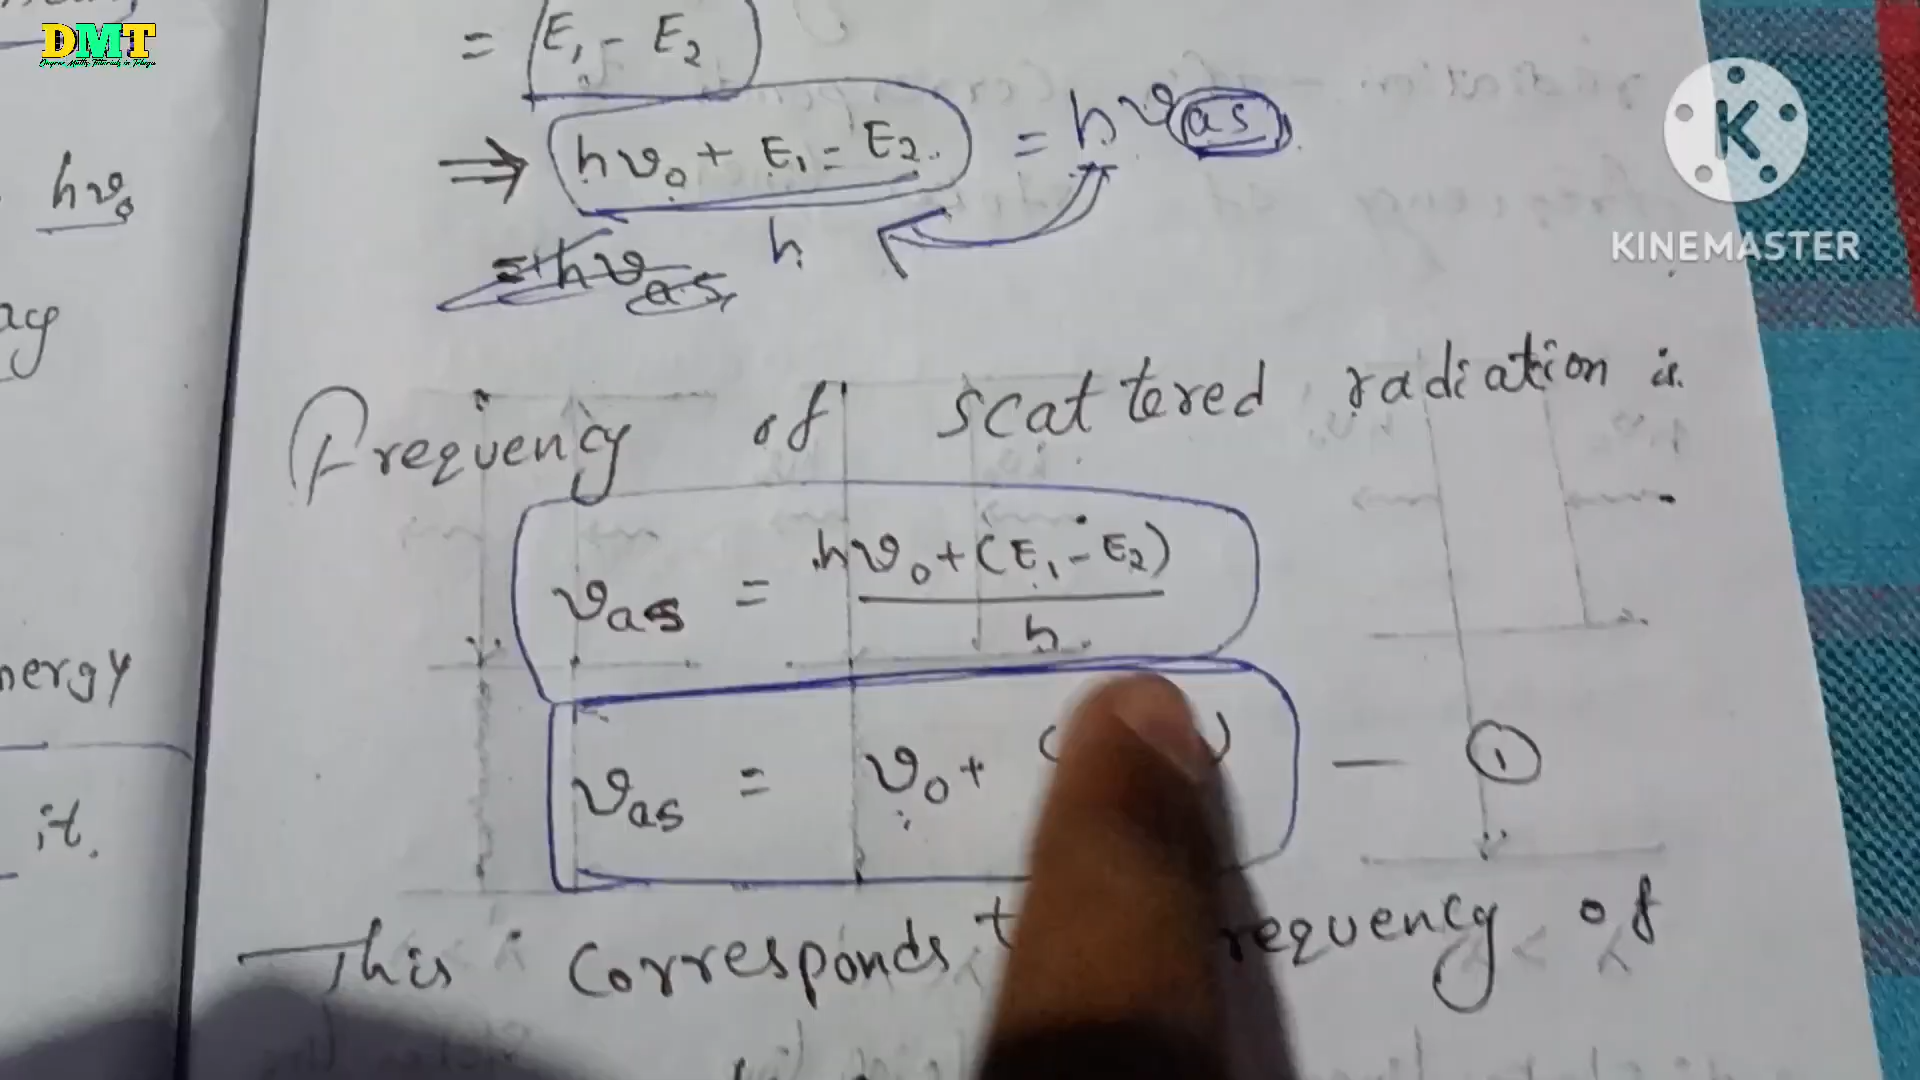 DMT
= E₁ - E₂
⇒ hν₀ + E₁ = E₂ = hνas
h
= + hνas
hν₀
Frequency of scattered radiation is
νas = hν₀ + (E₁ - E₂)
h
νas = ν₀ + ( ) — ①
This corresponds t requency of
nergy
it.
KINEMASTER